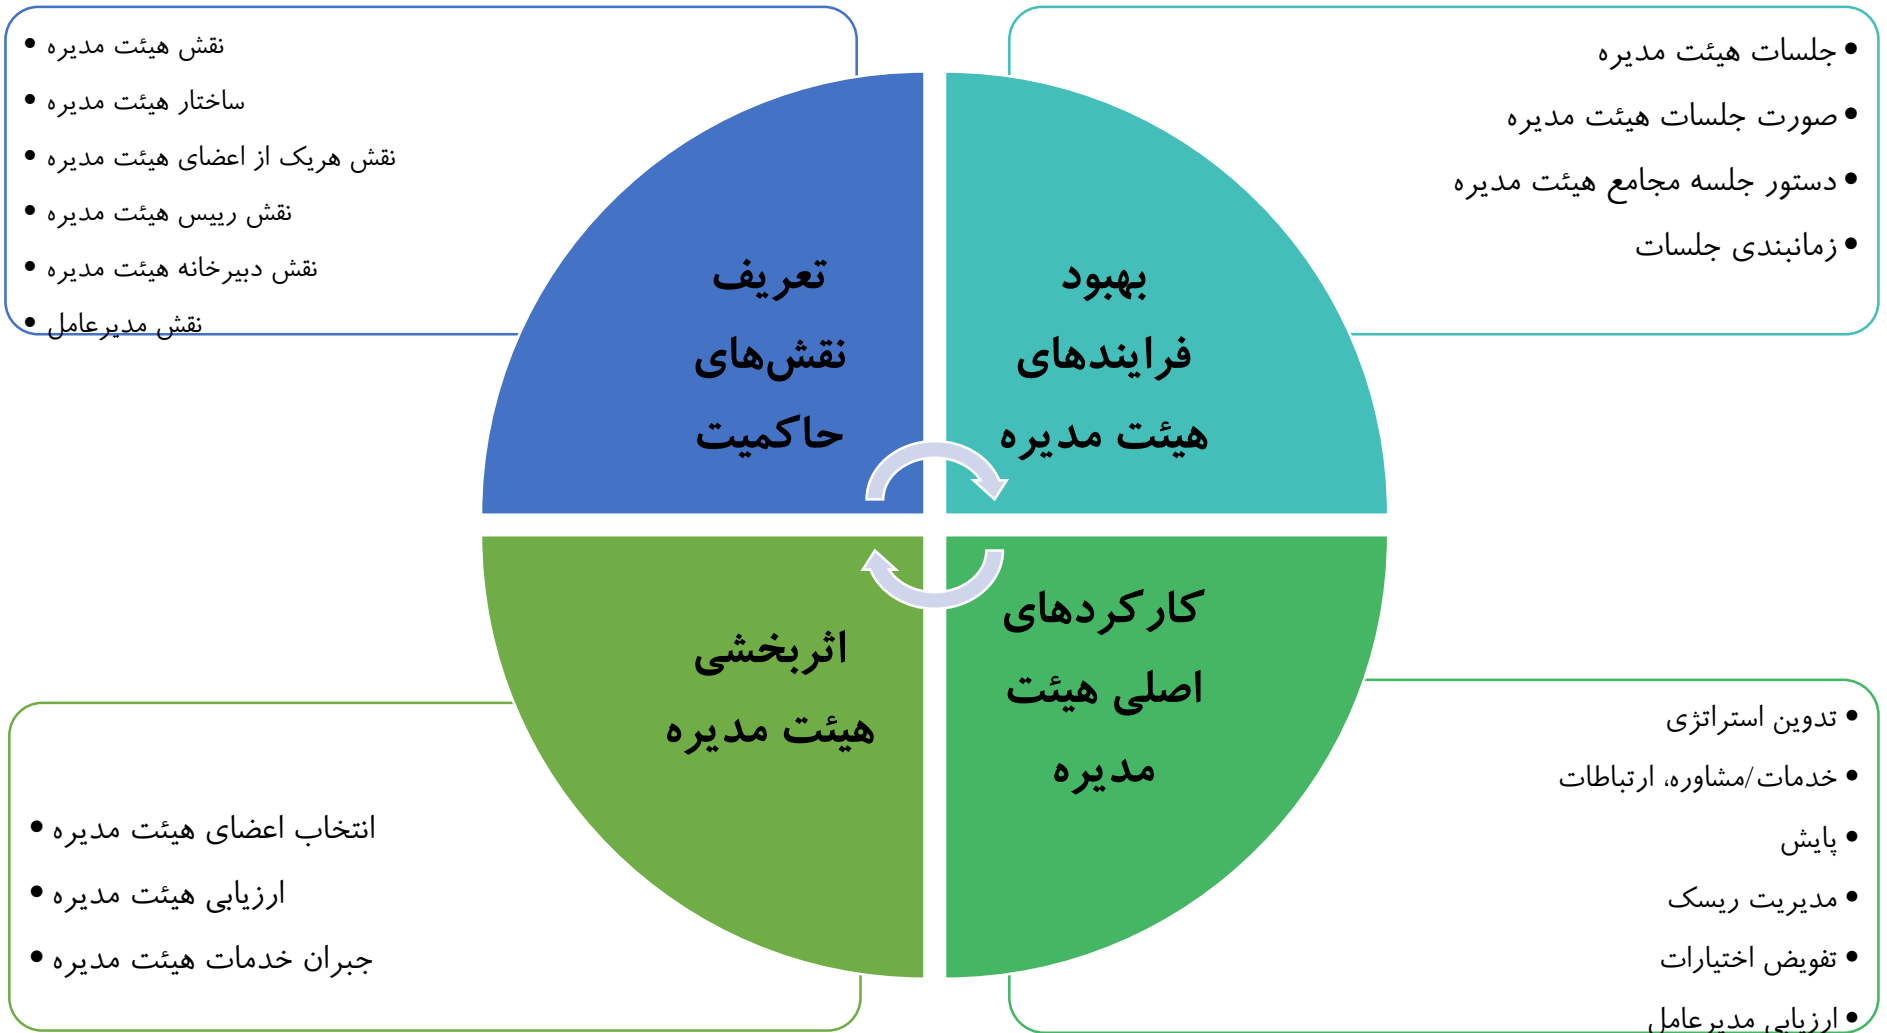 نقش هیئت مدیره
ساختار هیئت مدیره
نقش هریک از اعضای هیئت مدیره
نقش رییس هیئت مدیره
نقش دبیرخانه هیئت مدیره
نقش مدیرعامل
جلسات هیئت مدیره
صورت جلسات هیئت مدیره
دستور جلسه مجامع هیئت مدیره
زمانبندی جلسات
تعریف
نقش‌های
حاکمیت
بهبود
فرایندهای
هیئت مدیره
کارکردهای
اصلی هیئت
مدیره
اثربخشی
هیئت مدیره
تدوین استراتژی
خدمات/مشاوره، ارتباطات
پایش
مدیریت ریسک
تفویض اختیارات
ارزیابی مدیرعامل
انتخاب اعضای هیئت مدیره
ارزیابی هیئت مدیره
جبران خدمات هیئت مدیره